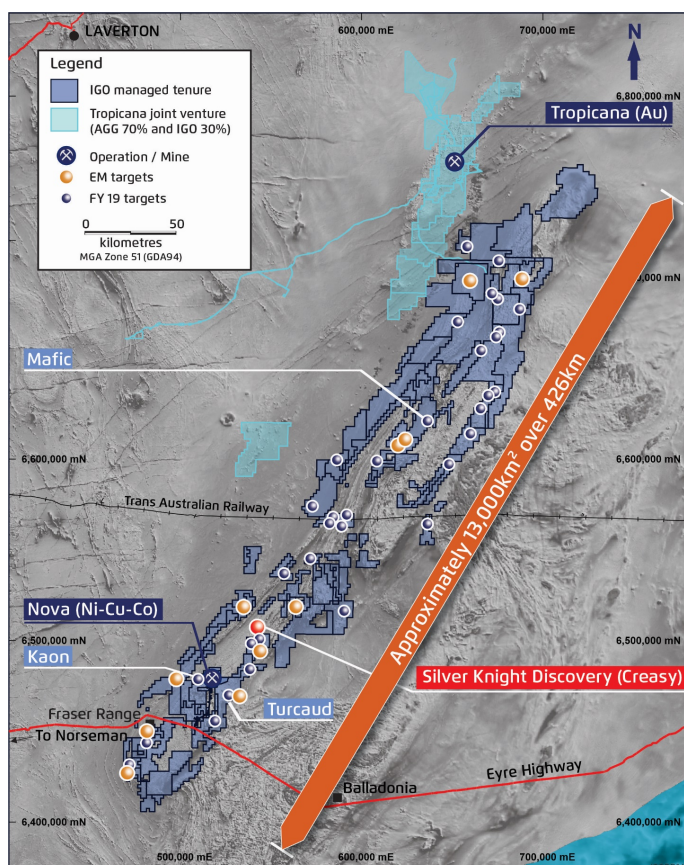 LAVERTON
600,000 mE
700,000 mE
N
Legend
IGO managed tenure
Tropicana joint venture
(AGG 70% and IGO 30%)
Operation / Mine
EM targets
FY 19 targets
0 50
kilometres
MGA Zone 51 (GDA94)
6,800,000 mN
Tropicana (Au)
Mafic
Approximately 13,000km² over 426km
6,600,000 mN
6,600,000 mN
Trans Australian Railway
Nova (Ni-Cu-Co)
6,500,000 mN
6,500,000 mN
Kaon
Silver Knight Discovery (Creasy)
Turcaud
Fraser Range
To Norseman
Eyre Highway
Balladonia
6,400,000 mN
6,400,000 mN
500,000 mE
600,000 mE
700,000 mE